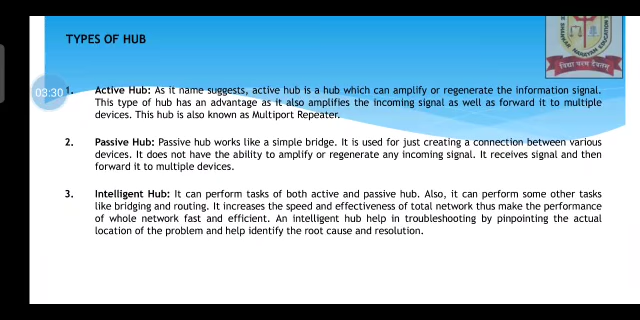 TYPES OF HUB
SHANKAR NARAYAN EDUCATION
विद्या परम दैवतम्
03:30
1. Active Hub: As it name suggests, active hub is a hub which can amplify or regenerate the information signal.
This type of hub has an advantage as it also amplifies the incoming signal as well as forward it to multiple
devices. This hub is also known as Multiport Repeater.
2. Passive Hub: Passive hub works like a simple bridge. It is used for just creating a connection between various
devices. It does not have the ability to amplify or regenerate any incoming signal. It receives signal and then
forward it to multiple devices.
3. Intelligent Hub: It can perform tasks of both active and passive hub. Also, it can perform some other tasks
like bridging and routing. It increases the speed and effectiveness of total network thus make the performance
of whole network fast and efficient. An intelligent hub help in troubleshooting by pinpointing the actual
location of the problem and help identify the root cause and resolution.